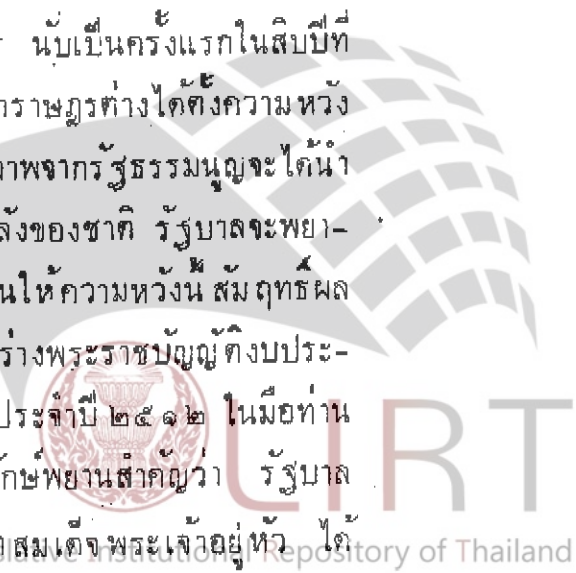 นับเป็นครั้งแรกในสิบปีที่
ราษฎรต่างได้ตั้งความหวัง
ภาพจากรัฐธรรมนูญจะได้นำ
ลังของชาติ รัฐบาลจะพยา-
นให้ความหวังนี้สัมฤทธิ์ผล
ร่างพระราชบัญญัติงบประ-
ประจำปี ๒๕๑๒ ในมือท่าน
กษ์พยานสำคัญว่า รัฐบาล
สมเด็จพระเจ้าอยู่หัว ได้
LIRT
Institutional Repository of Thailand